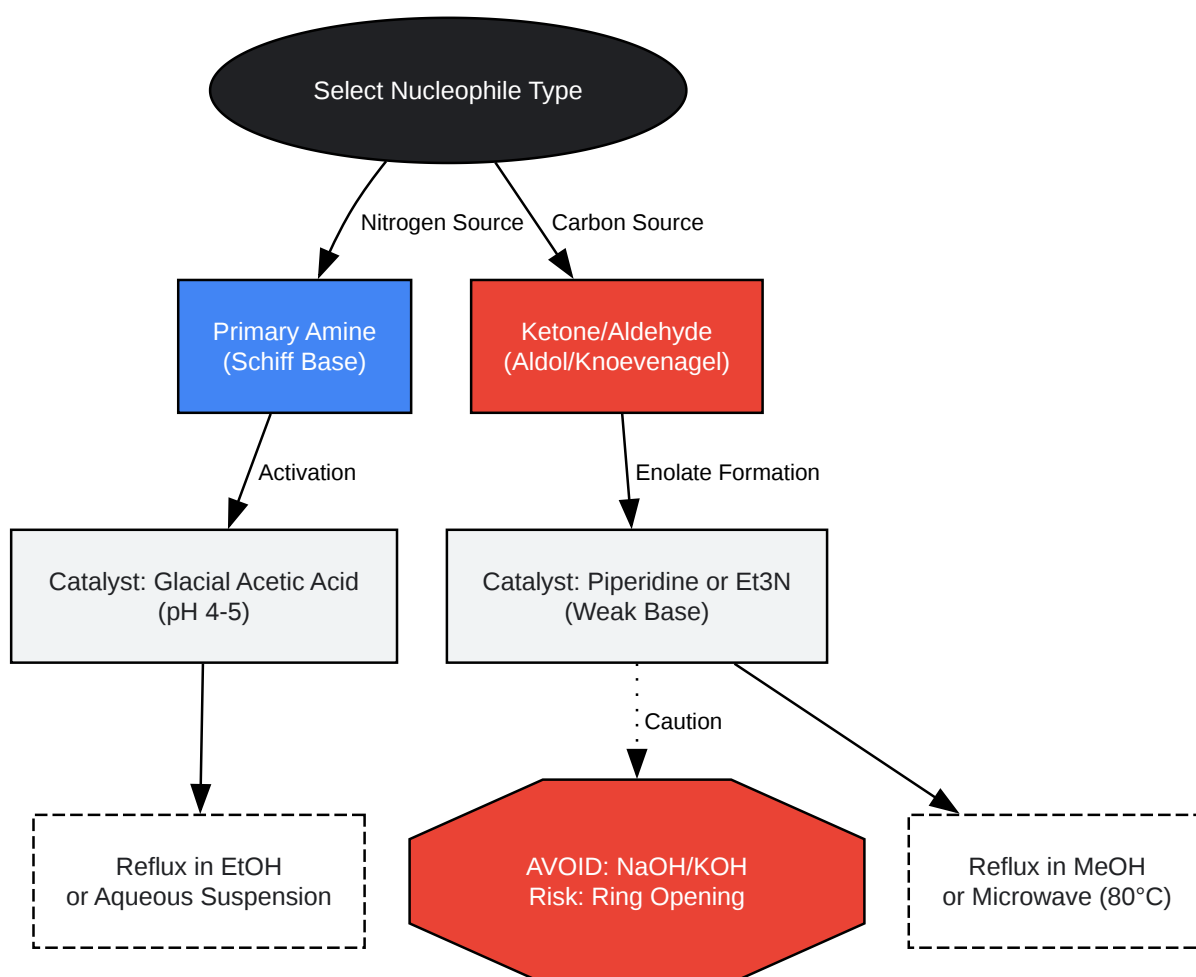 Select Nucleophile Type
Nitrogen Source
Carbon Source
Primary Amine
(Schiff Base)
Ketone/Aldehyde
(Aldol/Knoevenagel)
Activation
Enolate Formation
Catalyst: Glacial Acetic Acid
(pH 4-5)
Catalyst: Piperidine or Et3N
(Weak Base)
Caution
Reflux in EtOH
or Aqueous Suspension
AVOID: NaOH/KOH
Risk: Ring Opening
Reflux in MeOH
or Microwave (80°C)